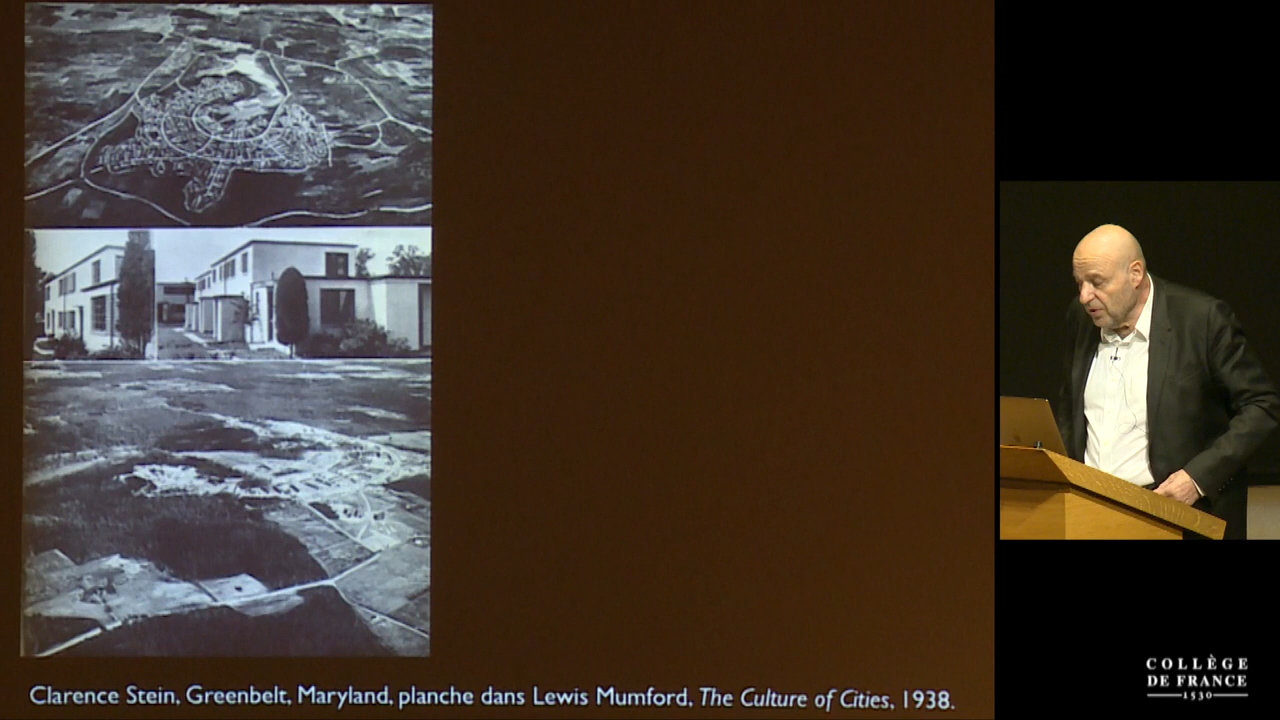 Clarence Stein, Greenbelt, Maryland, planche dans Lewis Mumford, The Culture of Cities, 1938.
COLLÈGE
DE FRANCE
1530